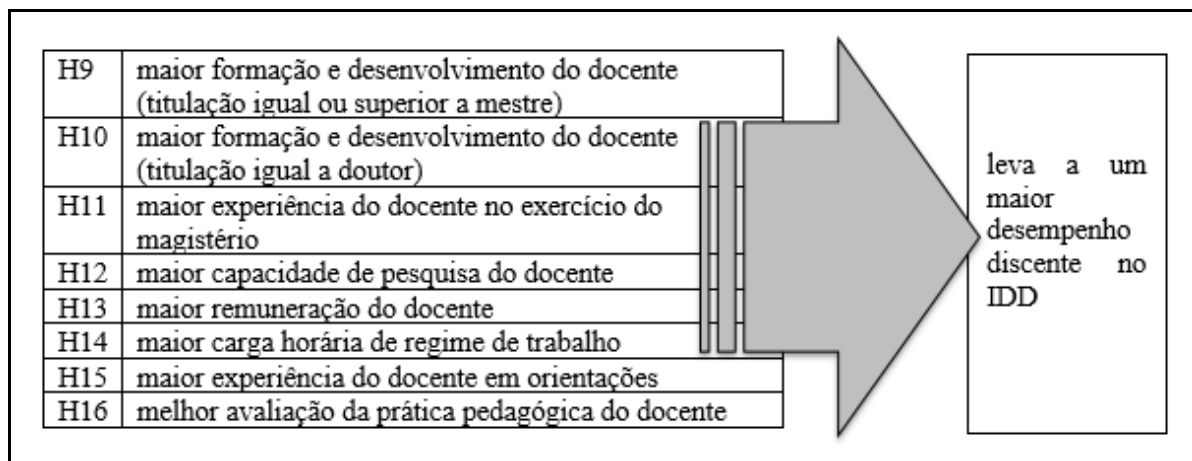 H9 maior formação e desenvolvimento do docente
(titulação igual ou superior a mestre)
H10 maior formação e desenvolvimento do docente
(titulação igual a doutor)
H11 maior experiência do docente no exercício do
magistério
H12 maior capacidade de pesquisa do docente
H13 maior remuneração do docente
H14 maior carga horária de regime de trabalho
H15 maior experiência do docente em orientações
H16 melhor avaliação da prática pedagógica do docente
leva a um
maior
desempenho
discente no
IDD